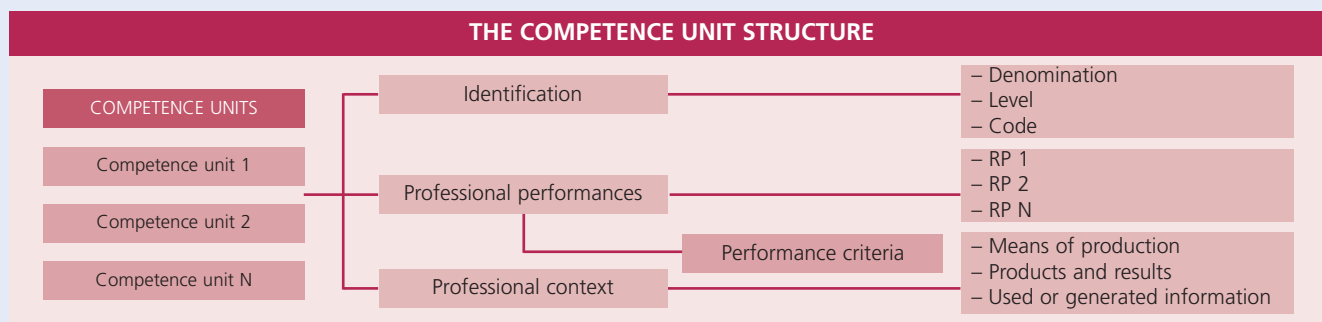 THE COMPETENCE UNIT STRUCTURE
COMPETENCE UNITS
Competence unit 1
Competence unit 2
Competence unit N
Identification
Professional performances
Performance criteria
Professional context
– Denomination
– Level
– Code
– RP 1
– RP 2
– RP N
– Means of production
– Products and results
– Used or generated information